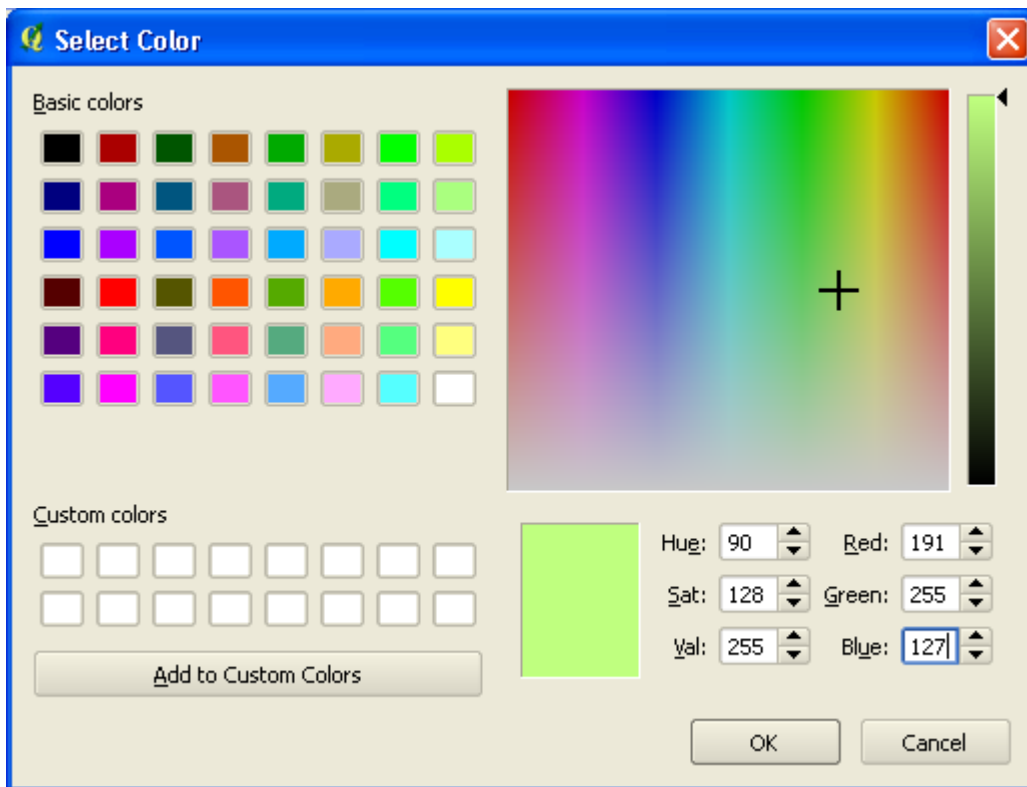 Select Color
Basic colors
Custom colors
Add to Custom Colors
Hue: 90 Red: 191
Sat: 128 Green: 255
Val: 255 Blue: 127
OK Cancel